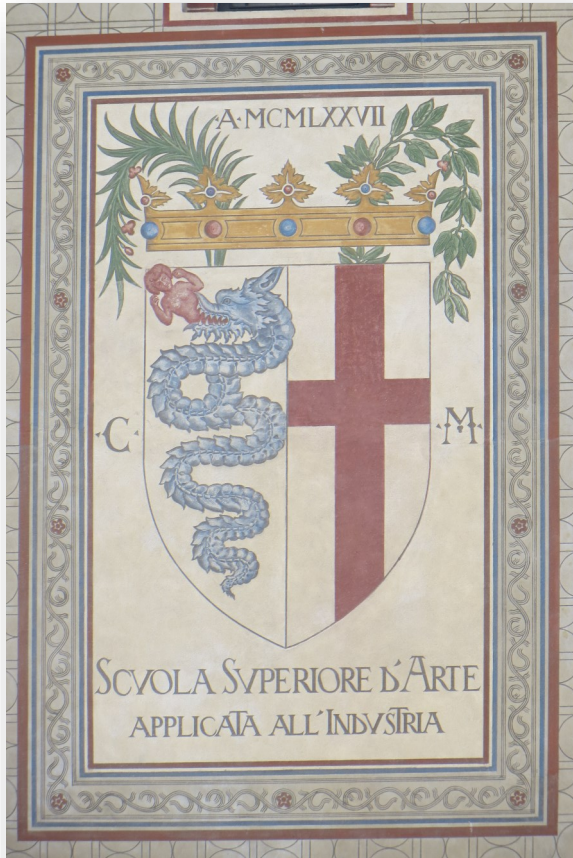 ·A·MCMLXXVII
·C· ·M·
SCVOLA SVPERIORE D'ARTE
APPLICATA ALL'INDVSTRIA